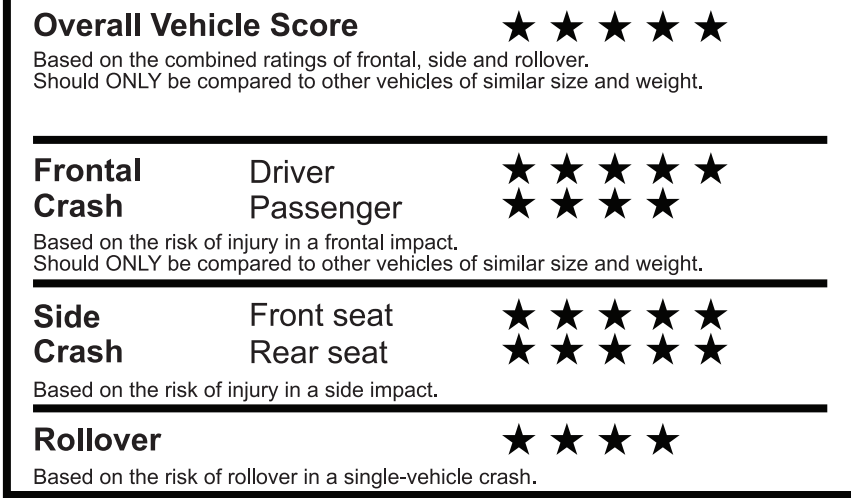 Overall Vehicle Score ★ ★ ★ ★ ★
Based on the combined ratings of frontal, side and rollover.
Should ONLY be compared to other vehicles of similar size and weight.
Frontal Driver ★ ★ ★ ★ ★
Crash Passenger ★ ★ ★ ★
Based on the risk of injury in a frontal impact.
Should ONLY be compared to other vehicles of similar size and weight.
Side Front seat ★ ★ ★ ★ ★
Crash Rear seat ★ ★ ★ ★ ★
Based on the risk of injury in a side impact.
Rollover ★ ★ ★ ★
Based on the risk of rollover in a single-vehicle crash.